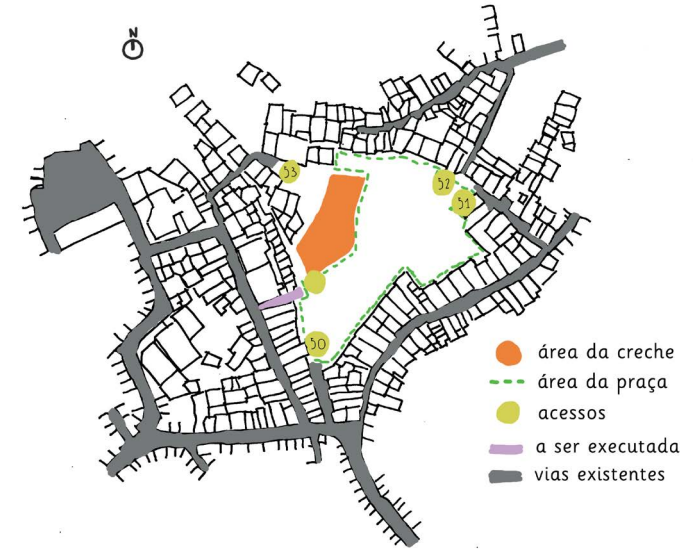 N
53
52
51
50
área da creche
área da praça
acessos
a ser executada
vias existentes